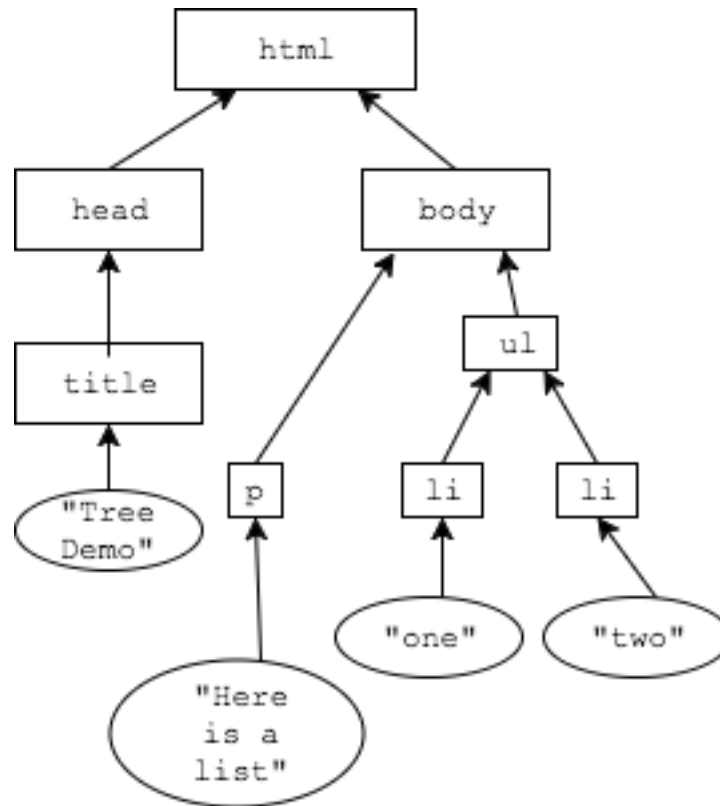 html
head
body
ul
title
p
li
li
"Tree
Demo"
"one"
"two"
"Here
is a
list"